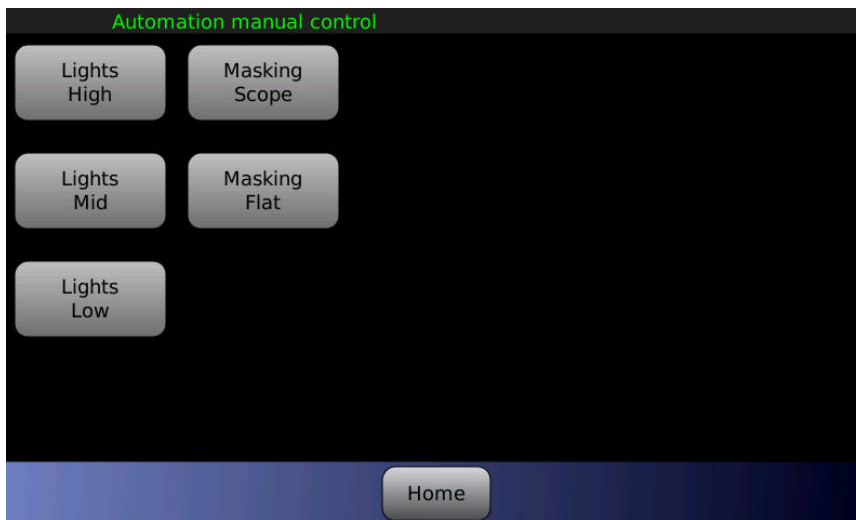 Automation manual control
Lights
High
Masking
Scope
Lights
Mid
Masking
Flat
Lights
Low
Home